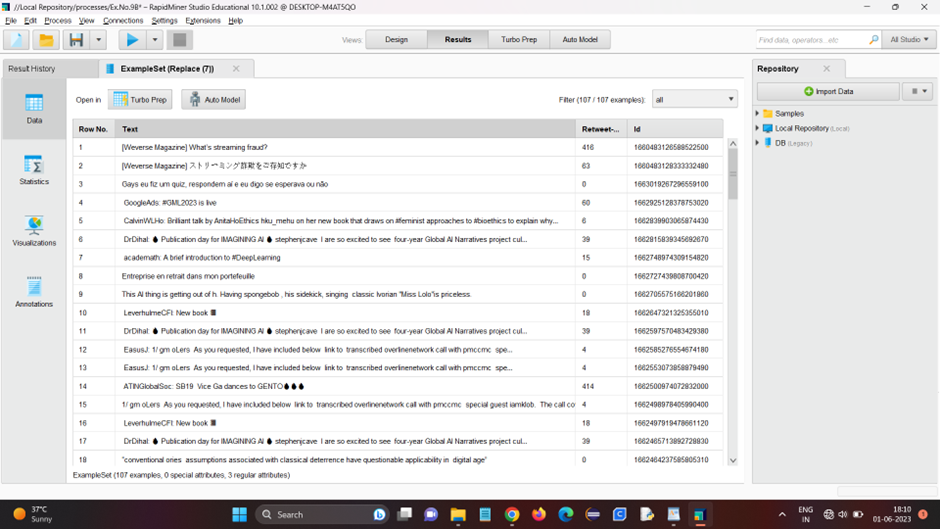 //Local Repository/processes/Ex.No.9B* – RapidMiner Studio Educational 10.1.002 @ DESKTOP-M4AT5QO
File Edit Process View Connections Settings Extensions Help
Views: Design Results Turbo Prep Auto Model Find data, operators...etc All Studio
Result History ExampleSet (Replace (7)) Repository
Open in Turbo Prep Auto Model Filter (107 / 107 examples): all
Import Data
Data
Statistics
Visualizations
Annotations
Samples
Local Repository (Local)
DB (Legacy)
Row No. Text Retweet-... Id
1 [Weverse Magazine] What's streaming fraud? 416 1660483126588522500
2 [Weverse Magazine] ストリーミング詐欺をご存知ですか 63 1660483128333332480
3 Gays eu fiz um quiz, respondem aí e eu digo se esperava ou não 0 1663019267296559100
4 GoogleAds: #GML2023 is live 60 1662925128378753020
5 CalvinWLHo: Brilliant talk by AnitaHoEthics hku_mehu on her new book that draws on #feminist approaches to #bioethics to explain why... 6 1662839903065874430
6 DrDihal: Publication day for IMAGINING AI stephenjcave I are so excited to see four-year Global AI Narratives project cul... 39 1662815839345692670
7 academath: A brief introduction to #DeepLearning 15 1662748974309154820
8 Entreprise en retrait dans mon portefeuille 0 1662727439808700420
9 This AI thing is getting out of h. Having spongebob , his sidekick, singing classic Ivorian "Miss Lolo"is priceless. 0 1662705575166201860
10 LeverhulmeCFI: New book 18 1662647321325355010
11 DrDihal: Publication day for IMAGINING AI stephenjcave I are so excited to see four-year Global AI Narratives project cul... 39 1662597570483429380
12 EasusJ: 1/ gm oLers As you requested, I have included below link to transcribed overlinenetwork call with pmccmc spe... 4 1662585276554674180
13 EasusJ: 1/ gm oLers As you requested, I have included below link to transcribed overlinenetwork call with pmccmc spe... 4 1662553073858879490
14 ATINGlobalSoc: SB19 Vice Ga dances to GENTO 414 1662500974072832000
15 1/ gm oLers As you requested, I have included below link to transcribed overlinenetwork call with pmccmc special guest iamklob. The call co 4 1662498978405990400
16 LeverhulmeCFI: New book 18 1662497919478661120
17 DrDihal: Publication day for IMAGINING AI stephenjcave I are so excited to see four-year Global AI Narratives project cul... 39 1662465713892728830
18 "conventional ories assumptions associated with classical deterrence have questionable applicability in digital age" 0 1662464237585805310
ExampleSet (107 examples, 0 special attributes, 3 regular attributes)
37°C
Sunny
Search
ENG
IN
18:10
01-06-2023